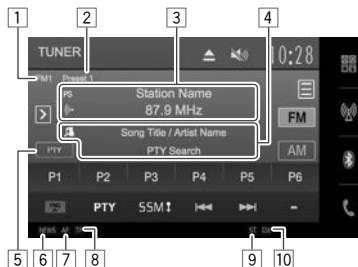 1 2 3 4
TUNER 10:28
FM1 Preset 1
PS Station Name
87.9 MHz
FM
Song Title / Artist Name
PTY PTY Search AM
P1 P2 P3 P4 P5 P6
PTY SSM
NEWS AF TP ST DX
5 6 7 8 9 10